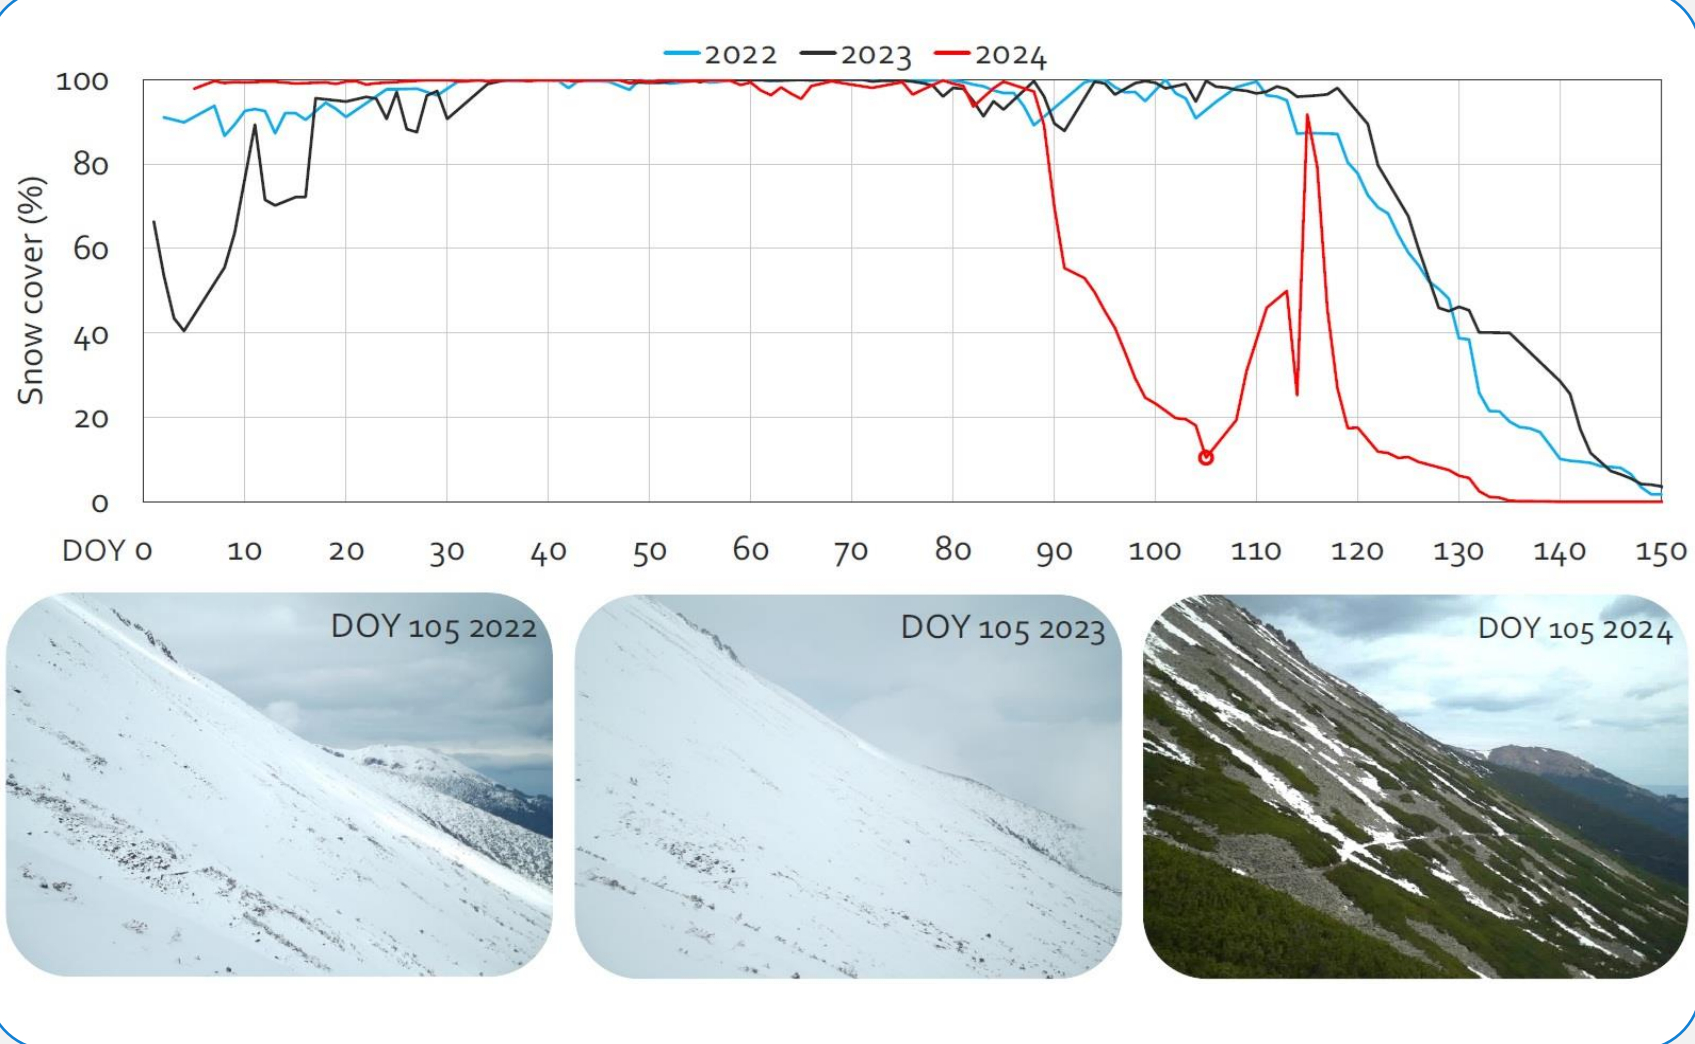 2022 2023 2024
100
80
60
40
20
0
Snow cover (%)
DOY 0 10 20 30 40 50 60 70 80 90 100 110 120 130 140 150
DOY 105 2022
DOY 105 2023
DOY 105 2024